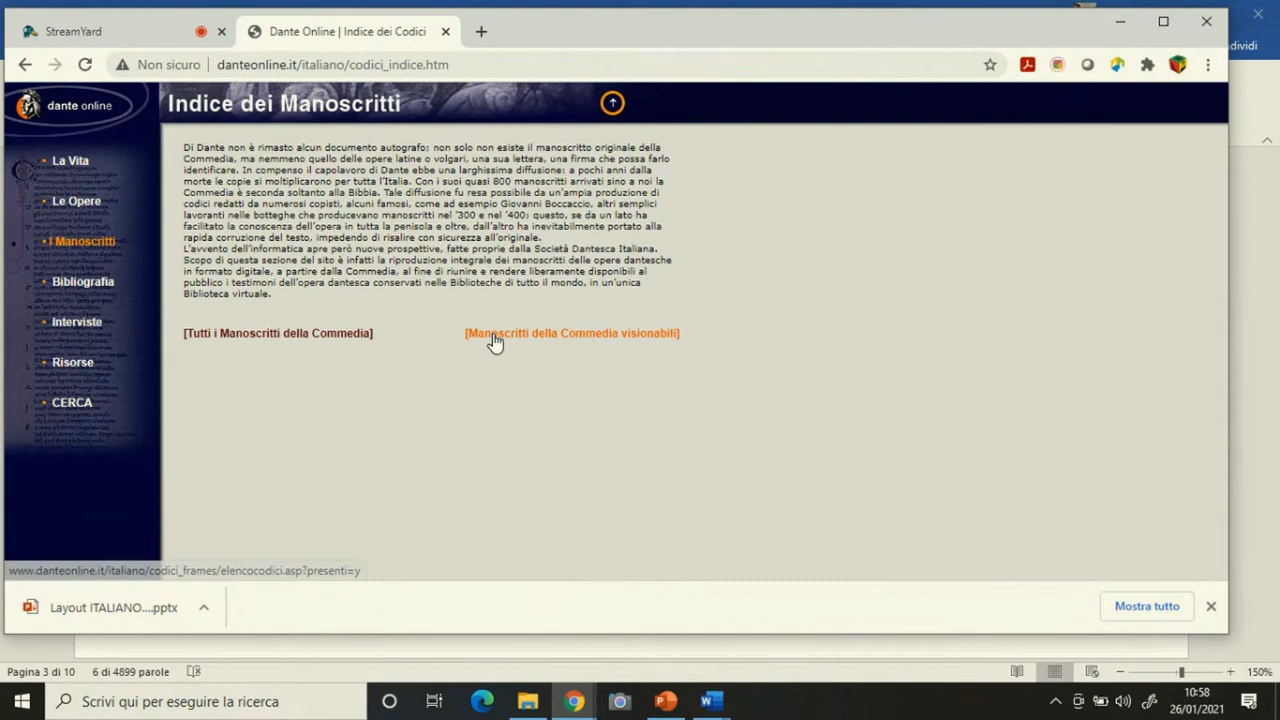 StreamYard
Dante Online | Indice dei Codici
dividi
Non sicuro
danteonline.it/italiano/codici_indice.htm
dante online
Indice dei Manoscritti
La Vita
Le Opere
I Manoscritti
Bibliografia
Interviste
Risorse
CERCA
Di Dante non è rimasto alcun documento autografo; non solo non esiste il manoscritto originale della
Commedia, ma nemmeno quello delle opere latine o volgari, una sua lettera, una firma che possa farlo
identificare. In compenso il capolavoro di Dante ebbe una larghissima diffusione: a pochi anni dalla
morte le copie si moltiplicarono per tutta l'Italia. Con i suoi quasi 800 manoscritti arrivati sino a noi la
Commedia è seconda soltanto alla Bibbia. Tale diffusione fu resa possibile da un'ampia produzione di
codici redatti da numerosi copisti, alcuni famosi, come ad esempio Giovanni Boccaccio, altri semplici
lavoranti nelle botteghe che producevano manoscritti nel '300 e nel '400; questo, se da un lato ha
facilitato la conoscenza dell'opera in tutta la penisola e oltre, dall'altro ha inevitabilmente portato alla
rapida corruzione del testo, impedendo di risalire con sicurezza all'originale.
L'avvento dell'informatica apre però nuove prospettive, fatte proprie dalla Società Dantesca Italiana.
Scopo di questa sezione del sito è infatti la riproduzione integrale dei manoscritti delle opere dantesche
in formato digitale, a partire dalla Commedia, al fine di riunire e rendere liberamente disponibili al
pubblico i testimoni dell'opera dantesca conservati nelle Biblioteche di tutto il mondo, in un'unica
Biblioteca virtuale.
[Tutti i Manoscritti della Commedia]
[Manoscritti della Commedia visionabili]
www.danteonline.it/italiano/codici_frames/elencocodici.asp?presenti=y
Layout ITALIANO....pptx
Mostra tutto
Pagina 3 di 10
6 di 4899 parole
150%
Scrivi qui per eseguire la ricerca
10:58
26/01/2021